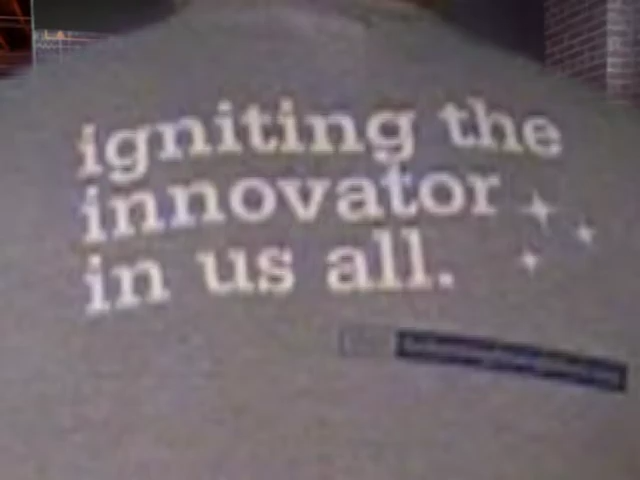 igniting the
innovator
in us all.